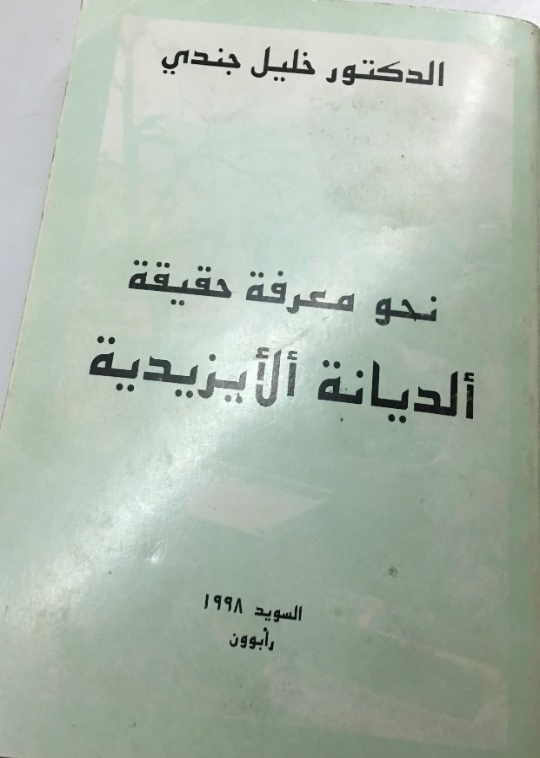 الدكتور خليل جندي
نحو معرفة حقيقة
ألديانة ألأيزيدية
السويد ١٩٩٨
رأبوون